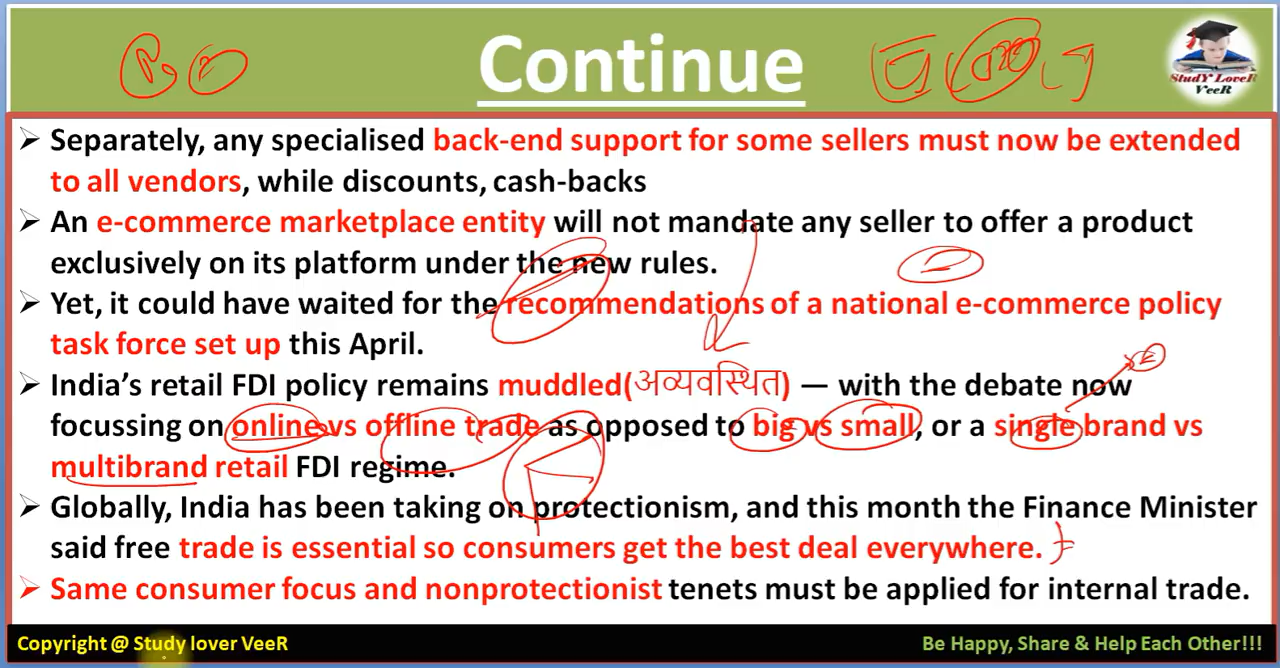 Continue
StudY LoveR
VeeR
Separately, any specialised back-end support for some sellers must now be extended
to all vendors, while discounts, cash-backs
An e-commerce marketplace entity will not mandate any seller to offer a product
exclusively on its platform under the new rules.
Yet, it could have waited for the recommendations of a national e-commerce policy
task force set up this April.
India’s retail FDI policy remains muddled(अव्यवस्थित) — with the debate now
focussing on online vs offline trade as opposed to big vs small, or a single brand vs
multibrand retail FDI regime.
Globally, India has been taking on protectionism, and this month the Finance Minister
said free trade is essential so consumers get the best deal everywhere.
Same consumer focus and nonprotectionist tenets must be applied for internal trade.
Copyright @ Study lover VeeR
Be Happy, Share & Help Each Other!!!